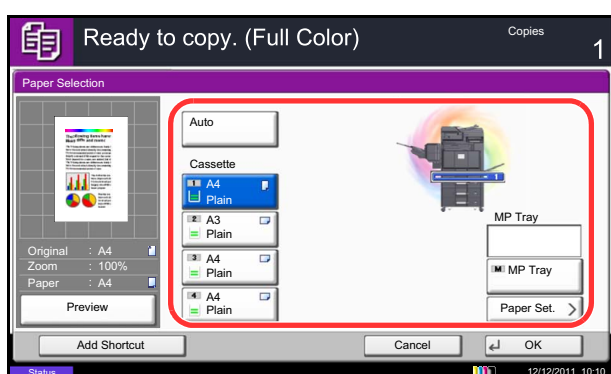 Ready to copy. (Full Color)
Copies
1
Paper Selection
Original : A4
Zoom : 100%
Paper : A4
Preview
Auto
Cassette
1 A4
Plain
2 A3
Plain
3 A4
Plain
4 A4
Plain
1
MP Tray
M MP Tray
Paper Set.
Add Shortcut
Cancel
OK
Status
12/12/2011 10:10